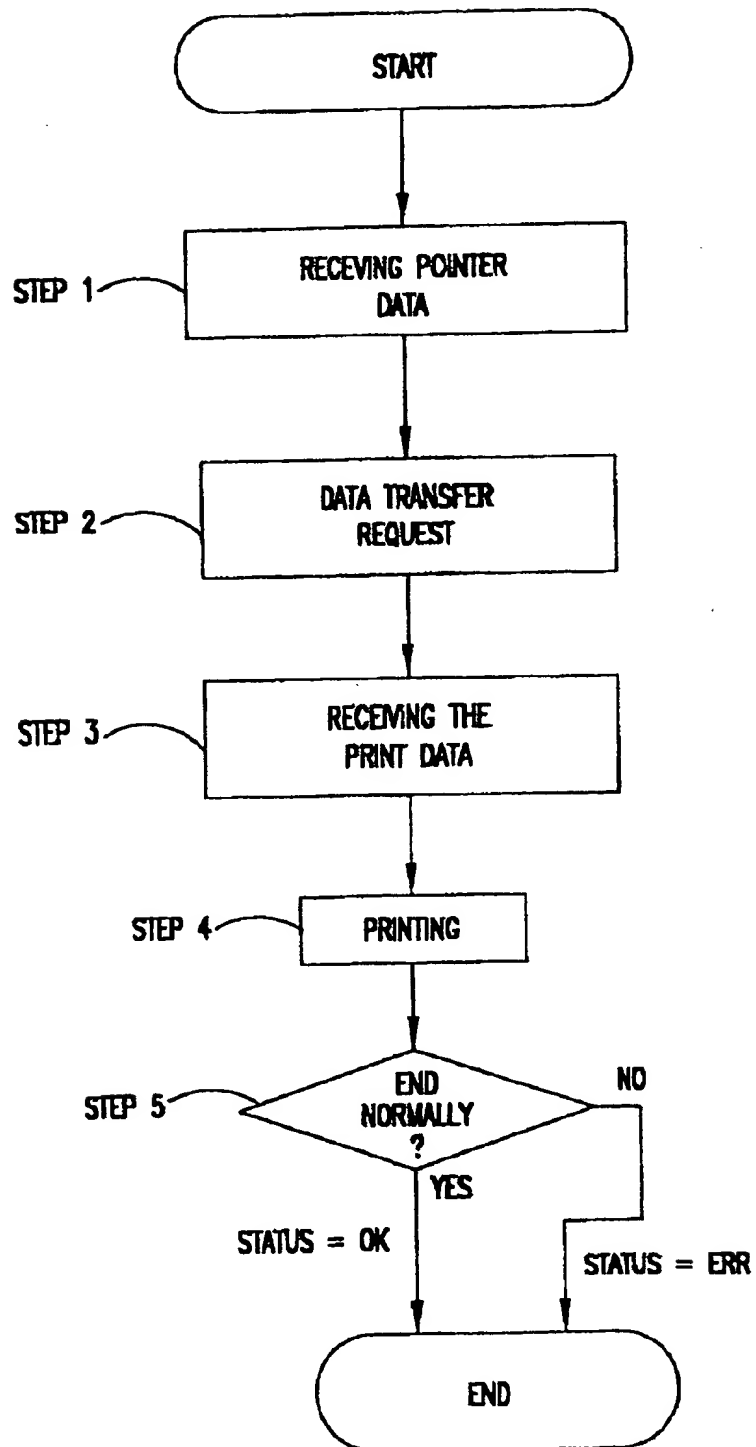 START
STEP 1
RECEVING POINTER
DATA
STEP 2
DATA TRANSFER
REQUEST
STEP 3
RECEIVING THE
PRINT DATA
STEP 4
PRINTING
STEP 5
END
NORMALLY
?
NO
YES
STATUS = OK
STATUS = ERR
END